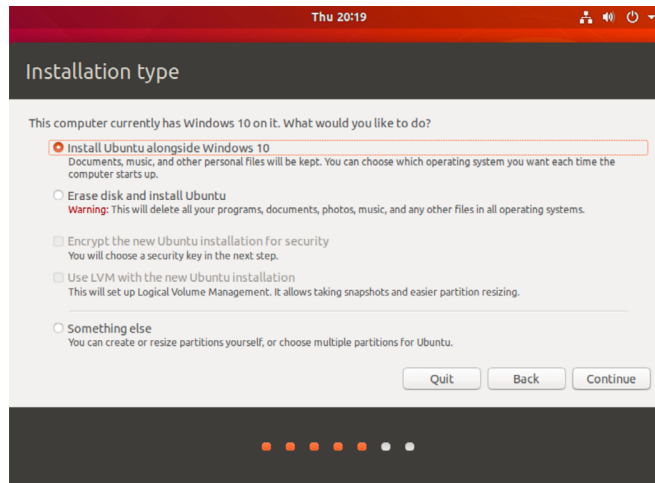 Thu 20:19
Installation type
This computer currently has Windows 10 on it. What would you like to do?
Install Ubuntu alongside Windows 10
Documents, music, and other personal files will be kept. You can choose which operating system you want each time the
computer starts up.
Erase disk and install Ubuntu
Warning: This will delete all your programs, documents, photos, music, and any other files in all operating systems.
Encrypt the new Ubuntu installation for security
You will choose a security key in the next step.
Use LVM with the new Ubuntu installation
This will set up Logical Volume Management. It allows taking snapshots and easier partition resizing.
Something else
You can create or resize partitions yourself, or choose multiple partitions for Ubuntu.
Quit Back Continue